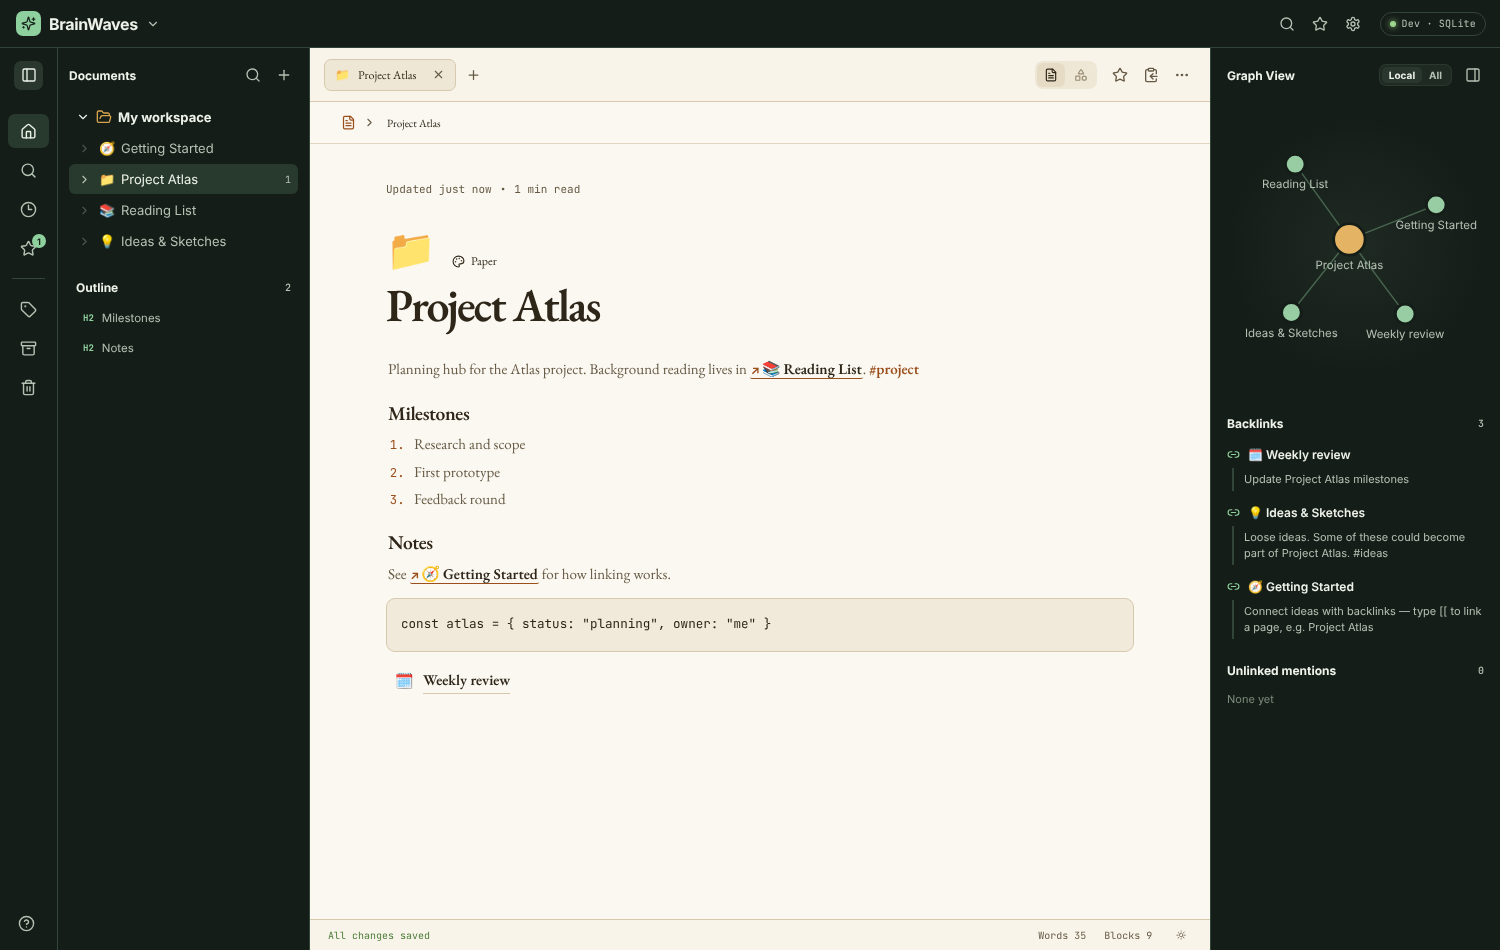 BrainWaves
Dev · SQLite
Documents
My workspace
Getting Started
Project Atlas 1
Reading List
Ideas & Sketches
1
Outline 2
H2 Milestones
H2 Notes
Project Atlas
Project Atlas
Updated just now • 1 min read
Paper
Project Atlas
Planning hub for the Atlas project. Background reading lives in Reading List. #project
Milestones
1. Research and scope
2. First prototype
3. Feedback round
Notes
See Getting Started for how linking works.
const atlas = { status: "planning", owner: "me" }
Weekly review
All changes saved
Words 35 Blocks 9
Graph View
Local All
Reading List
Getting Started
Project Atlas
Ideas & Sketches
Weekly review
Backlinks 3
Weekly review
Update Project Atlas milestones
Ideas & Sketches
Loose ideas. Some of these could become
part of Project Atlas. #ideas
Getting Started
Connect ideas with backlinks — type [[ to link
a page, e.g. Project Atlas
Unlinked mentions 0
None yet